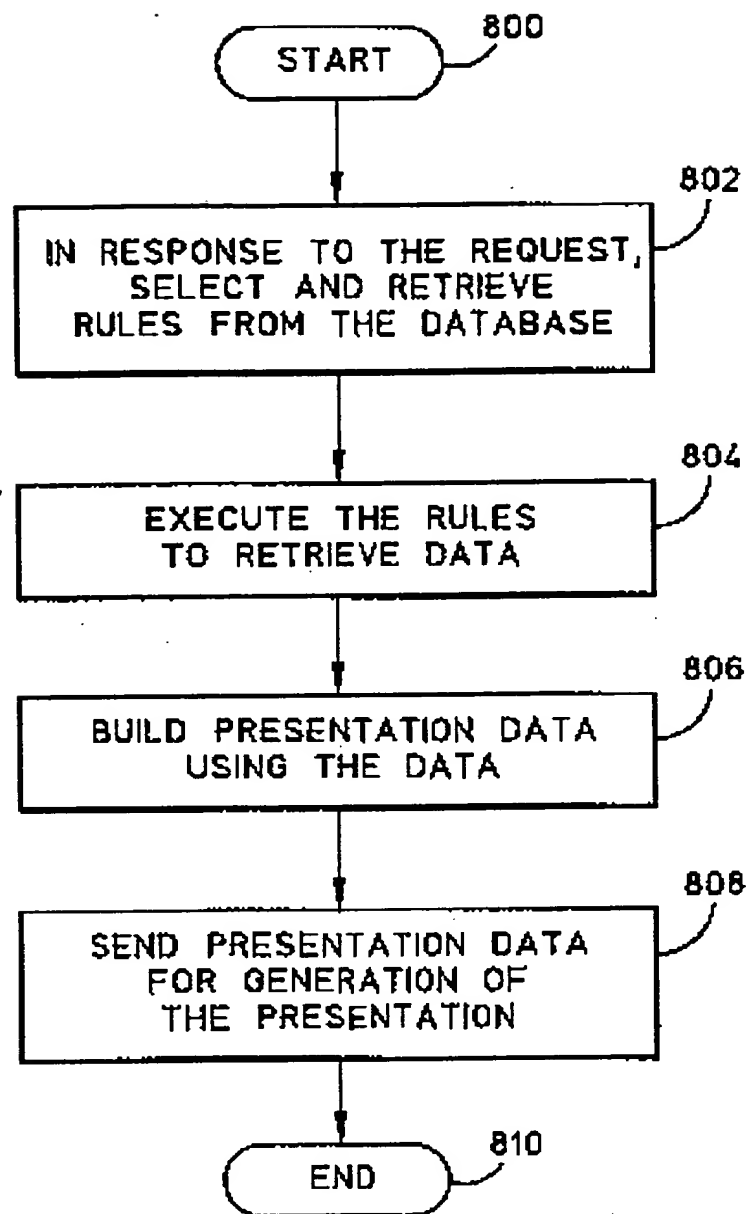 800
START
802
IN RESPONSE TO THE REQUEST,
SELECT AND RETRIEVE
RULES FROM THE DATABASE
804
EXECUTE THE RULES
TO RETRIEVE DATA
806
BUILD PRESENTATION DATA
USING THE DATA
808
SEND PRESENTATION DATA
FOR GENERATION OF
THE PRESENTATION
810
END